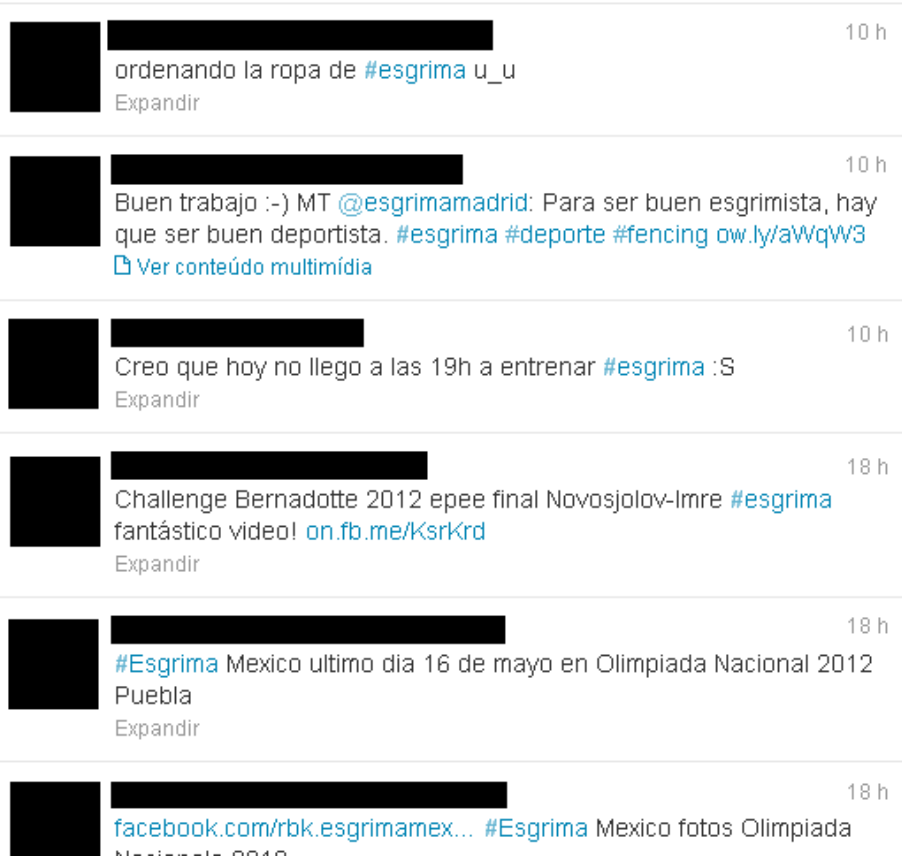 10 h
ordenando la ropa de #esgrima u_u
Expandir
10 h
Buen trabajo :-) MT @esgrimamadrid: Para ser buen esgrimista, hay
que ser buen deportista. #esgrima #deporte #fencing ow.ly/aWqW3
Ver conteúdo multimídia
10 h
Creo que hoy no llego a las 19h a entrenar #esgrima :S
Expandir
18 h
Challenge Bernadotte 2012 epee final Novosjolov-Imre #esgrima
fantástico video! on.fb.me/KsrKrd
Expandir
18 h
#Esgrima Mexico ultimo dia 16 de mayo en Olimpiada Nacional 2012
Puebla
Expandir
18 h
facebook.com/rbk.esgrimamex... #Esgrima Mexico fotos Olimpiada